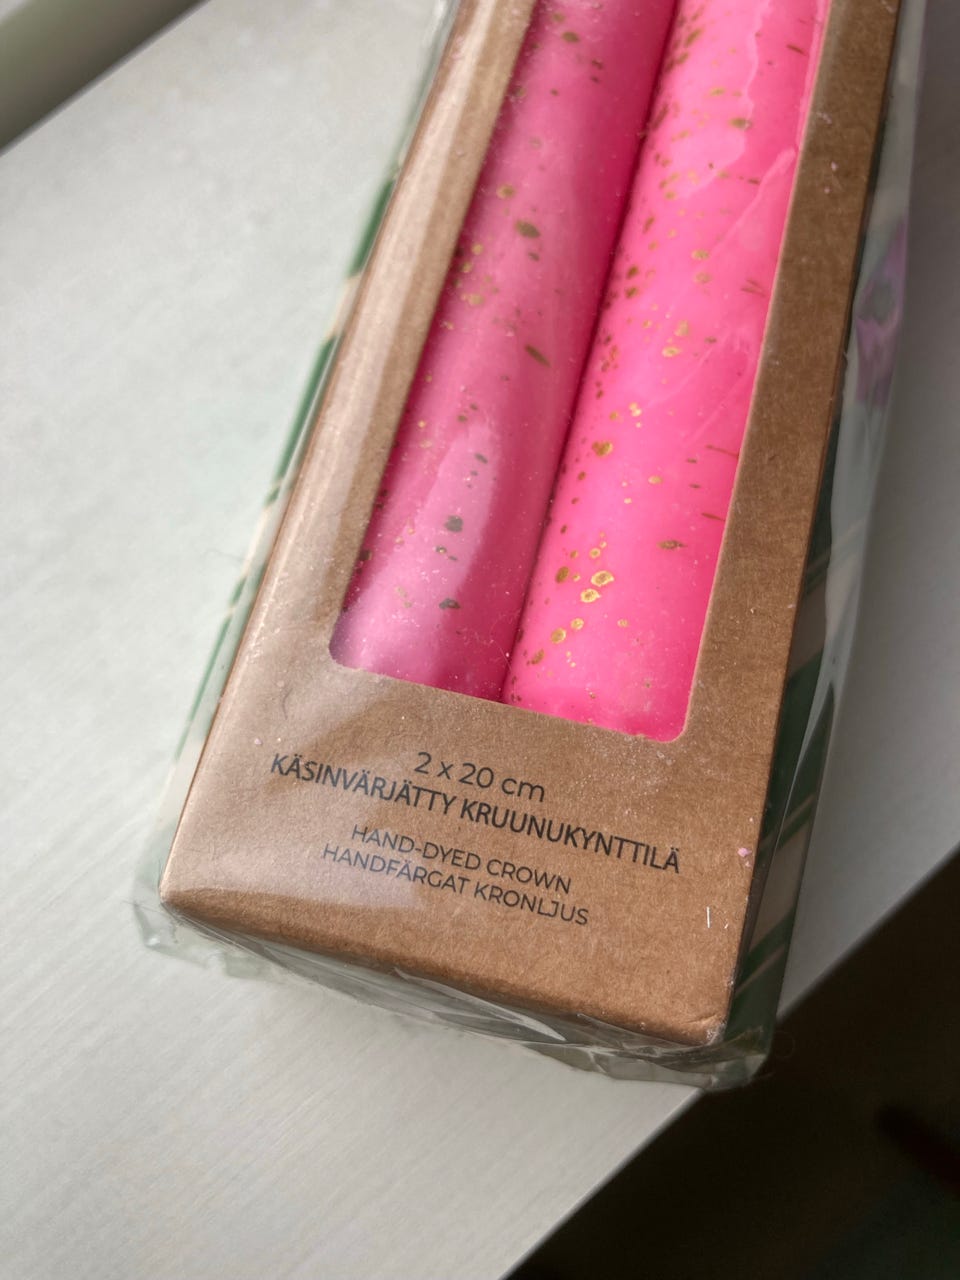 2 x 20 cm
KÄSINVÄRJÄTTY KRUUNUKYNTTILÄ
HAND-DYED CROWN
HANDFÄRGAT KRONLJUS